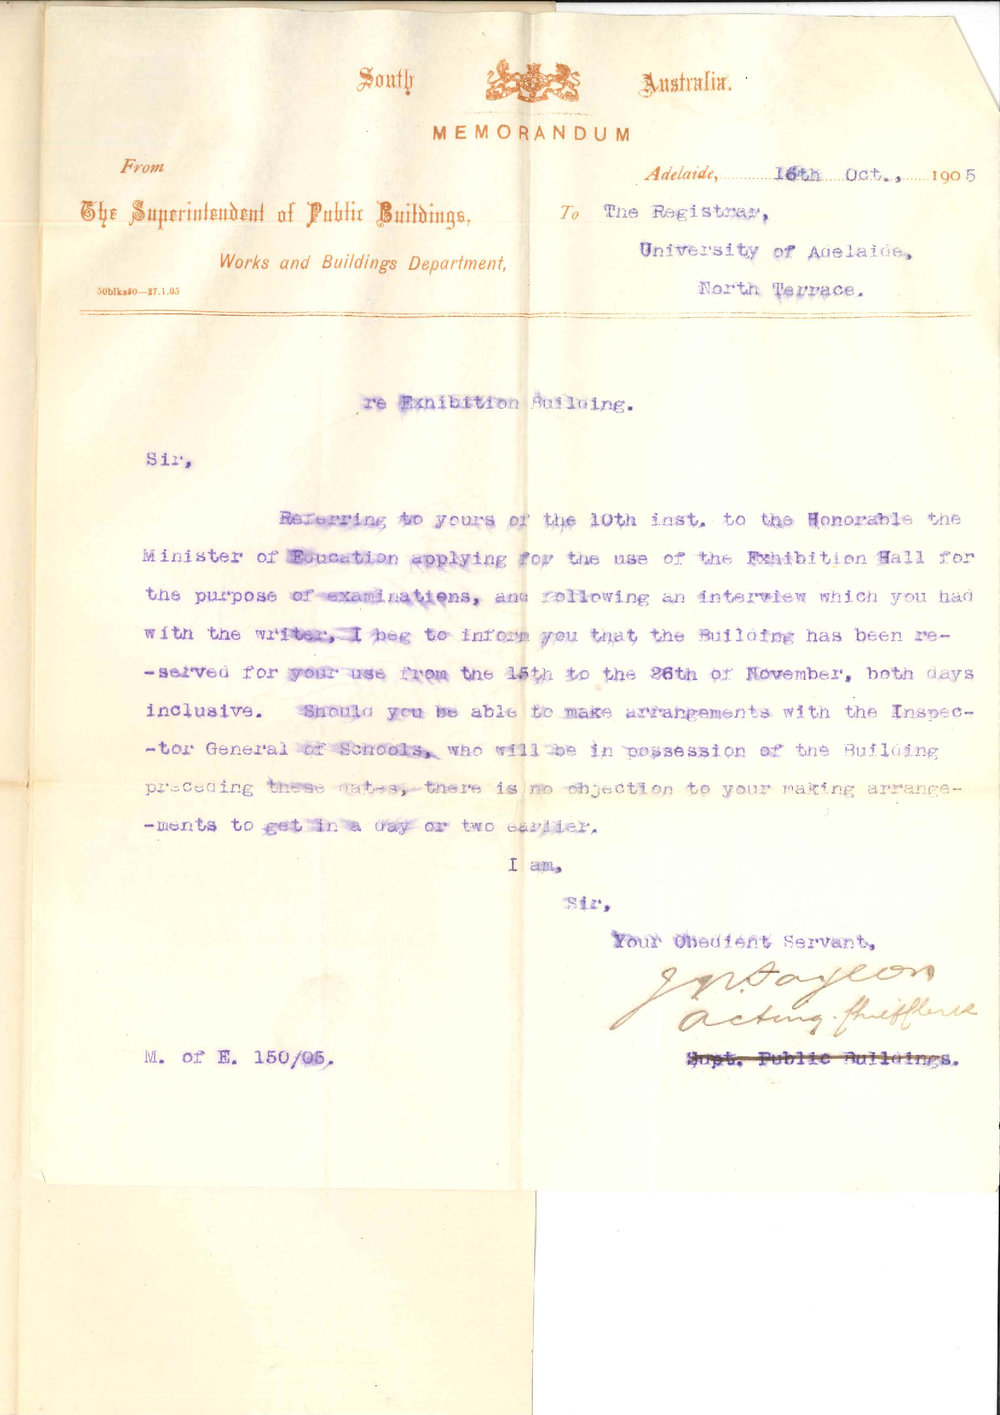 South Australia.
MEMORANDUM
From
Adelaide, 16th Oct., 1905
The Superintendent of Public Buildings,
To The Registrar,
University of Adelaide,
Works and Buildings Department,
North Terrace.
50blks40—27.1.05
re Exhibition Building.
Sir,
Referring to yours of the 10th inst. to the Honorable the
Minister of Education applying for the use of the Exhibition Hall for
the purpose of examinations, and following an interview which you had
with the writer, I beg to inform you that the Building has been re-
-served for your use from the 15th to the 26th of November, both days
inclusive. Should you be able to make arrangements with the Inspec-
-tor General of Schools, who will be in possession of the Building
preceding these dates, there is no objection to your making arrange-
-ments to get in a day or two earlier.
I am,
Sir,
Your Obedient Servant,
Acting Chief Clerk
M. of E. 150/05.
Supt. Public Buildings.